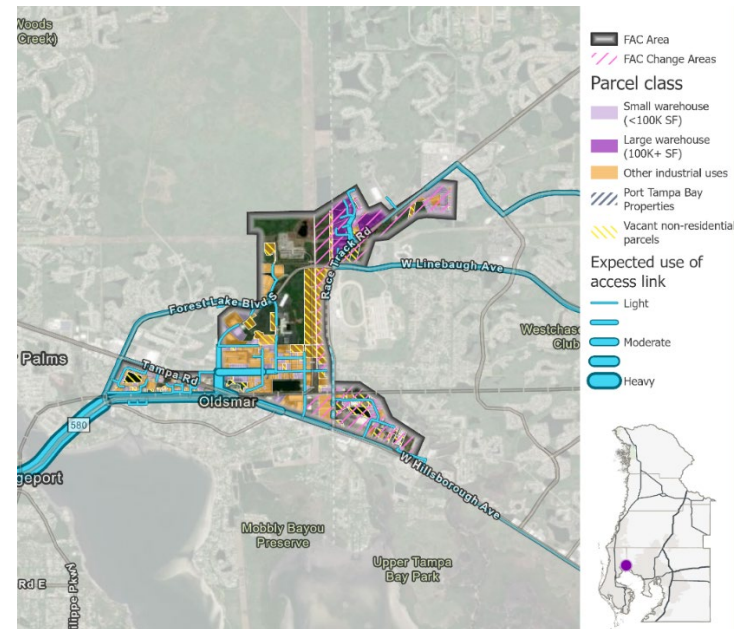 Woods
Creek)
Race Track Rd
W Linebaugh Ave
Forest Lake Blvd S
Westchase
Club
Palms
Tampa Rd
Oldsmar
580
geport
W Hillsborough Ave
Mobbly Bayou
Preserve
Upper Tampa
Bay Park
Rd E
ilippe Pkwy
FAC Area
FAC Change Areas
Parcel class
Small warehouse
(<100K SF)
Large warehouse
(100K+ SF)
Other industrial uses
Port Tampa Bay
Properties
Vacant non-residential
parcels
Expected use of
access link
Light
Moderate
Heavy